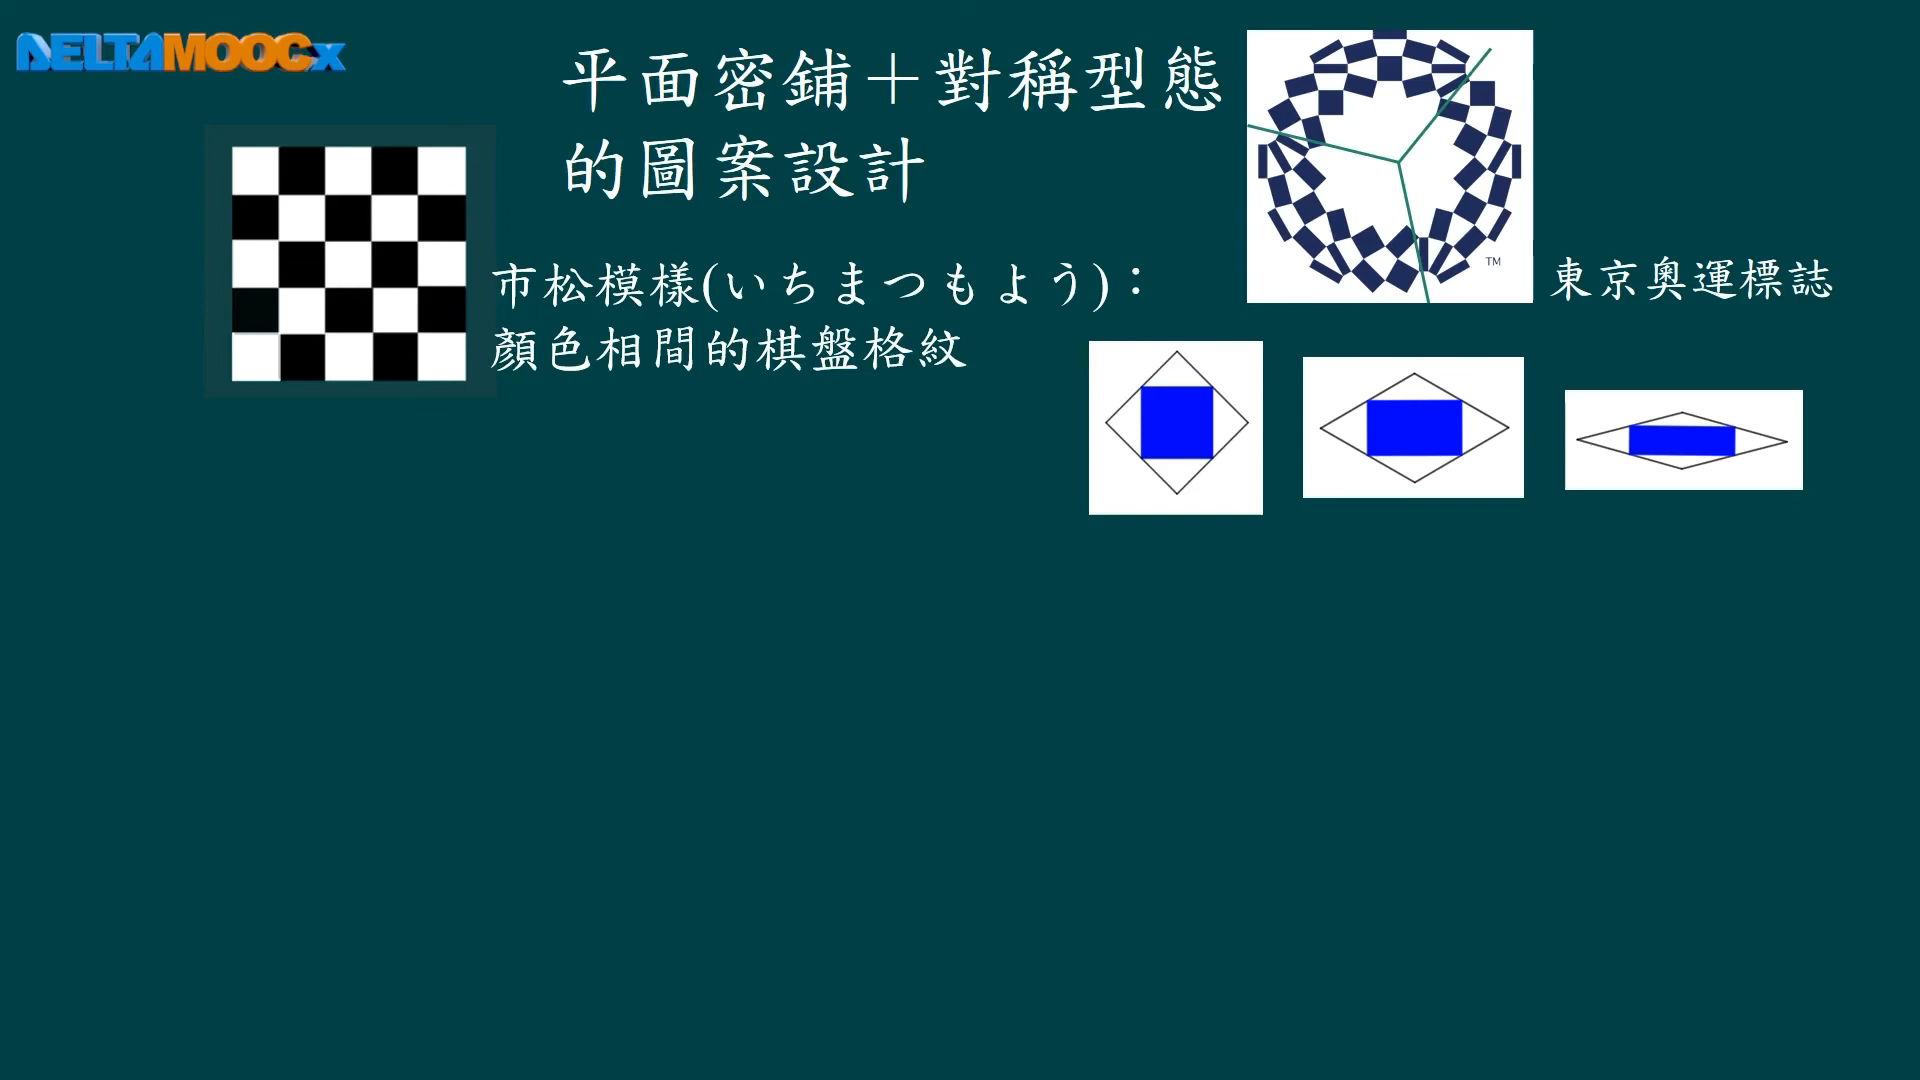 DELTAMOOCx
平面密鋪＋對稱型態
的圖案設計
市松模樣(いちまつもよう)：
顏色相間的棋盤格紋
TM
東京奧運標誌